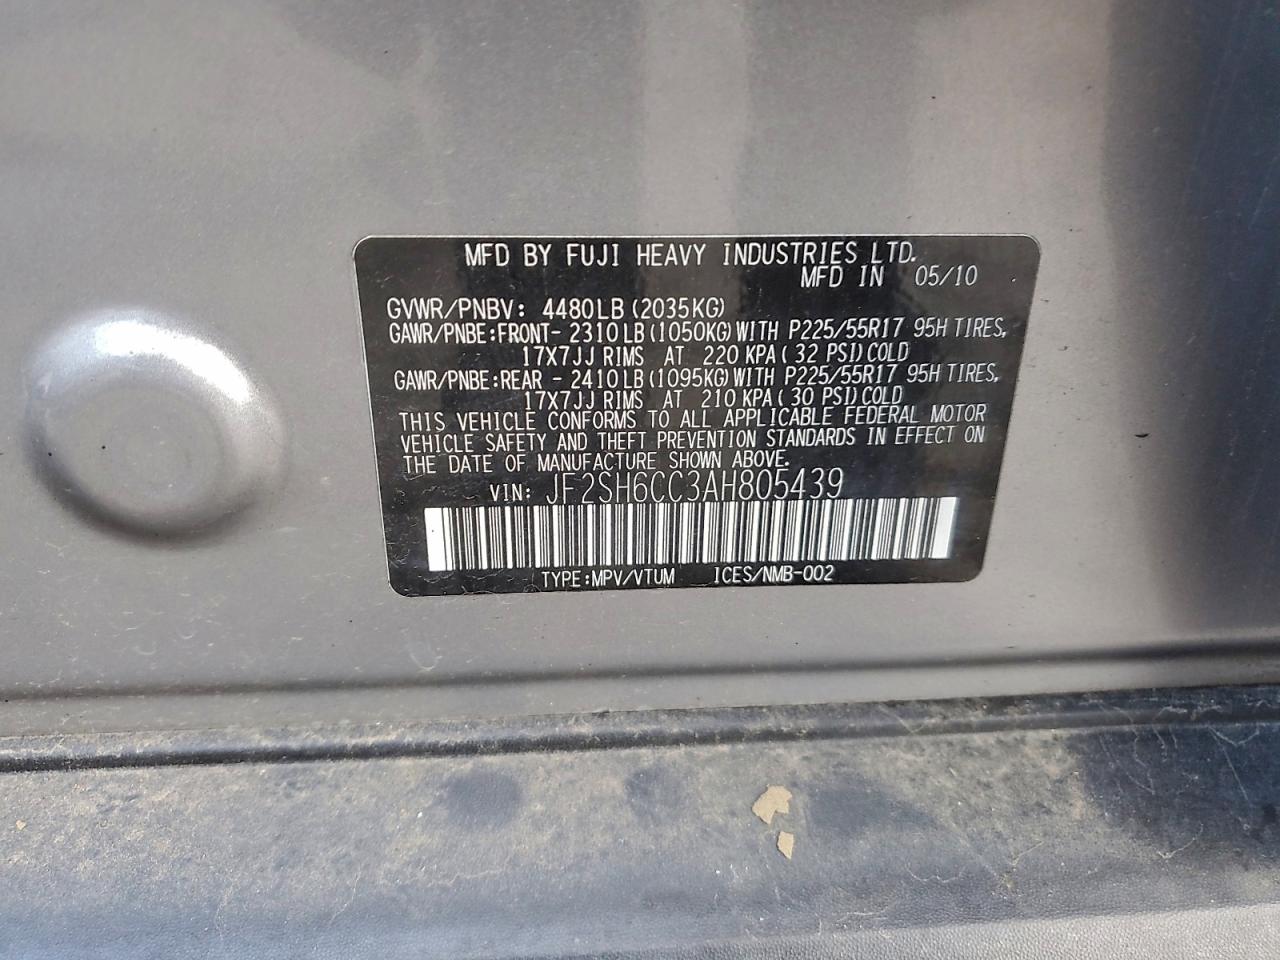 MFD BY FUJI HEAVY INDUSTRIES LTD.
MFD IN 05/10
GVWR/PNBV: 4480LB(2035KG)
GAWR/PNBE:FRONT- 2310LB(1050KG)WITH P225/55R17 95H TIRES,
17X7JJ RIMS AT 220 KPA( 32 PSI)COLD
GAWR/PNBE:REAR - 2410LB(1095KG)WITH P225/55R17 95H TIRES,
17X7JJ RIMS AT 210 KPA( 30 PSI)COLD
THIS VEHICLE CONFORMS TO ALL APPLICABLE FEDERAL MOTOR
VEHICLE SAFETY AND THEFT PREVENTION STANDARDS IN EFFECT ON
THE DATE OF MANUFACTURE SHOWN ABOVE.
VIN: JF2SH6CC3AH805439
TYPE:MPV/VTUM ICES/NMB-002